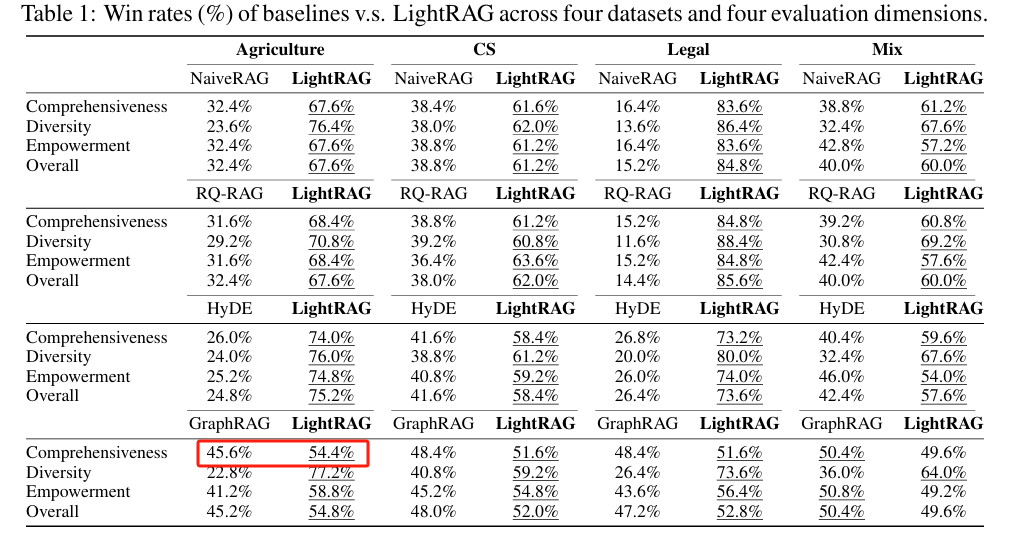 Table 1: Win rates (%) of baselines v.s. LightRAG across four datasets and four evaluation dimensions.
Agriculture CS Legal Mix
NaiveRAG LightRAG NaiveRAG LightRAG NaiveRAG LightRAG NaiveRAG LightRAG
Comprehensiveness 32.4% 67.6% 38.4% 61.6% 16.4% 83.6% 38.8% 61.2%
Diversity 23.6% 76.4% 38.0% 62.0% 13.6% 86.4% 32.4% 67.6%
Empowerment 32.4% 67.6% 38.8% 61.2% 16.4% 83.6% 42.8% 57.2%
Overall 32.4% 67.6% 38.8% 61.2% 15.2% 84.8% 40.0% 60.0%
RQ-RAG LightRAG RQ-RAG LightRAG RQ-RAG LightRAG RQ-RAG LightRAG
Comprehensiveness 31.6% 68.4% 38.8% 61.2% 15.2% 84.8% 39.2% 60.8%
Diversity 29.2% 70.8% 39.2% 60.8% 11.6% 88.4% 30.8% 69.2%
Empowerment 31.6% 68.4% 36.4% 63.6% 15.2% 84.8% 42.4% 57.6%
Overall 32.4% 67.6% 38.0% 62.0% 14.4% 85.6% 40.0% 60.0%
HyDE LightRAG HyDE LightRAG HyDE LightRAG HyDE LightRAG
Comprehensiveness 26.0% 74.0% 41.6% 58.4% 26.8% 73.2% 40.4% 59.6%
Diversity 24.0% 76.0% 38.8% 61.2% 20.0% 80.0% 32.4% 67.6%
Empowerment 25.2% 74.8% 40.8% 59.2% 26.0% 74.0% 46.0% 54.0%
Overall 24.8% 75.2% 41.6% 58.4% 26.4% 73.6% 42.4% 57.6%
GraphRAG LightRAG GraphRAG LightRAG GraphRAG LightRAG GraphRAG LightRAG
Comprehensiveness 45.6% 54.4% 48.4% 51.6% 48.4% 51.6% 50.4% 49.6%
Diversity 22.8% 77.2% 40.8% 59.2% 26.4% 73.6% 36.0% 64.0%
Empowerment 41.2% 58.8% 45.2% 54.8% 43.6% 56.4% 50.8% 49.2%
Overall 45.2% 54.8% 48.0% 52.0% 47.2% 52.8% 50.4% 49.6%